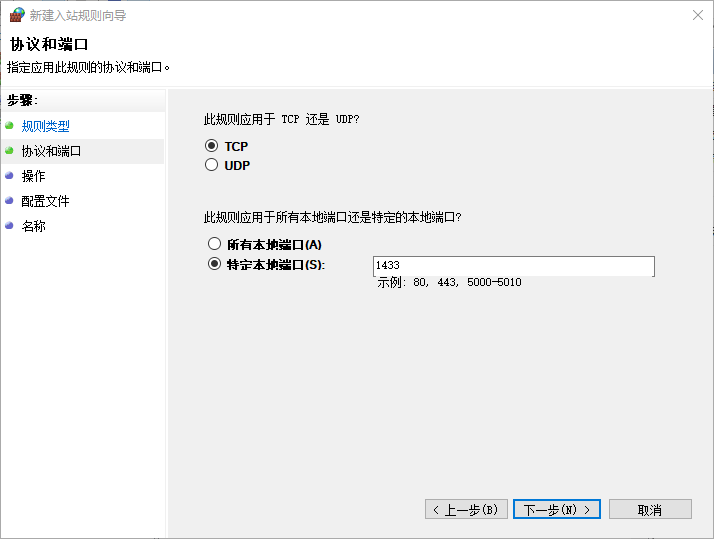 新建入站规则向导
协议和端口
指定应用此规则的协议和端口。
步骤:
规则类型
协议和端口
操作
配置文件
名称
此规则应用于 TCP 还是 UDP?
TCP
UDP
此规则应用于所有本地端口还是特定的本地端口?
所有本地端口(A)
特定本地端口(S): 1433
示例: 80, 443, 5000-5010
< 上一步(B) 下一步(N) > 取消